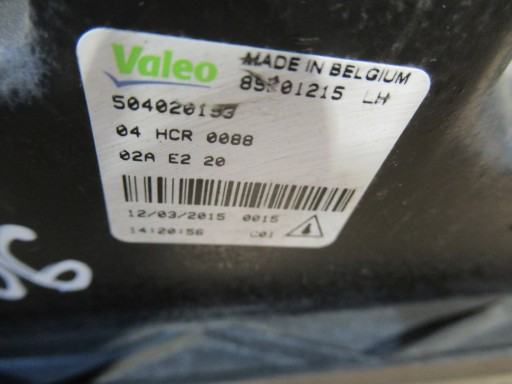 Valeo MADE IN BELGIUM
LH
04 HCR 0088
02A E2 20
12/03/2015 0015
14:20:56 C01